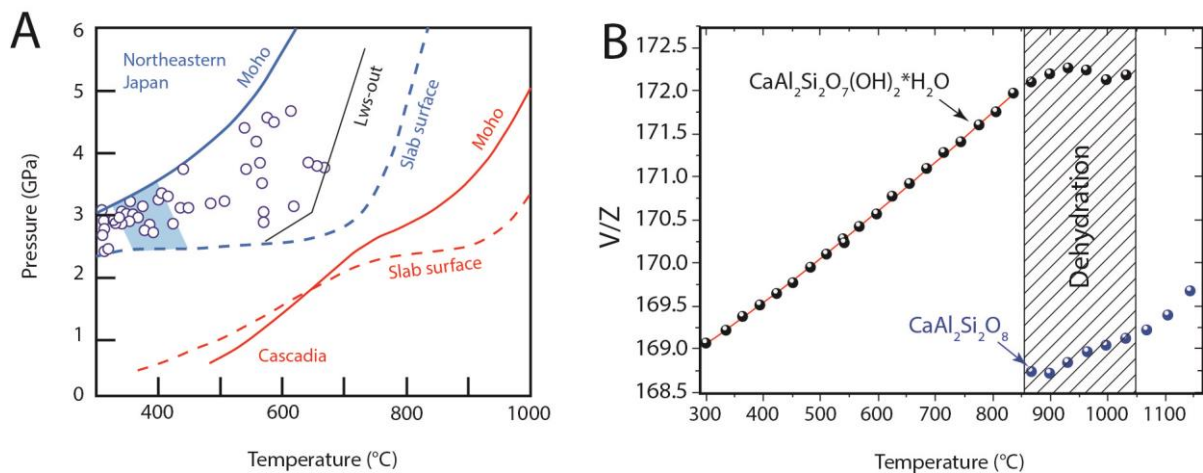 A
6
5
4
3
2
1
0
Pressure (GPa)
Northeastern
Japan
Moho
Lws-out
Slab surface
Moho
Slab surface
Cascadia
400
600
800
1000
Temperature (°C)
B
172.5
172.0
171.5
171.0
170.5
170.0
169.5
169.0
168.5
V/Z
CaAl₂Si₂O₇(OH)₂*H₂O
Dehydration
CaAl₂Si₂O₈
300
400
500
600
700
800
900
1000
1100
Temperature (°C)